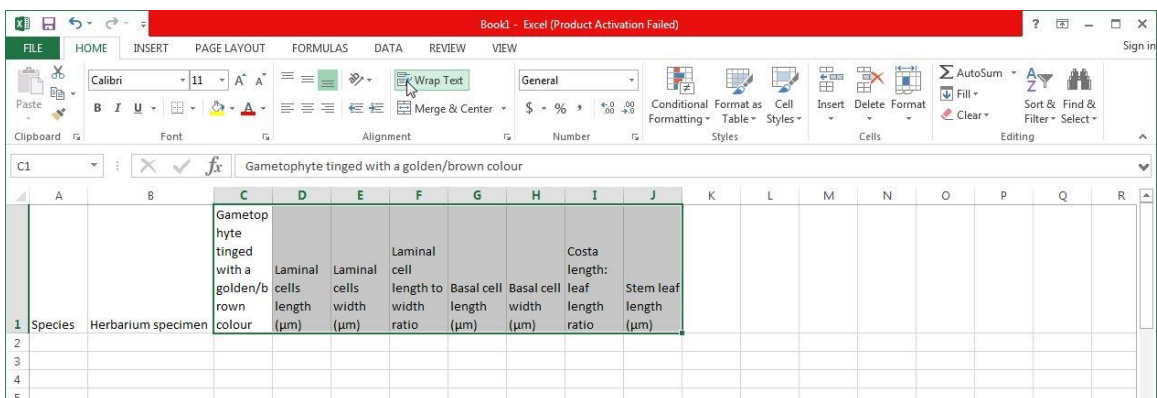 Book1 - Excel (Product Activation Failed)
FILE HOME INSERT PAGE LAYOUT FORMULAS DATA REVIEW VIEW Sign in
Paste
Clipboard
Calibri 11
B I U
Font
Wrap Text
Merge & Center
Alignment
General
$ % ,
Number
Conditional Formatting
Format as Table
Cell Styles
Styles
Insert Delete Format
Cells
AutoSum
Fill
Clear
Sort & Filter
Find & Select
Editing
C1 fx Gametophyte tinged with a golden/brown colour
A B C D E F G H I J K L M N O P Q R
1 Species
Herbarium specimen
Gametop
hyte
tinged
with a
golden/b
rown
colour
Laminal
cells
length
(µm)
Laminal
cells
width
(µm)
Laminal
cell
length to
width
ratio
Basal cell
length
(µm)
Basal cell
width
(µm)
Costa
length:
leaf
length
ratio
Stem leaf
length
(µm)
2
3
4
5